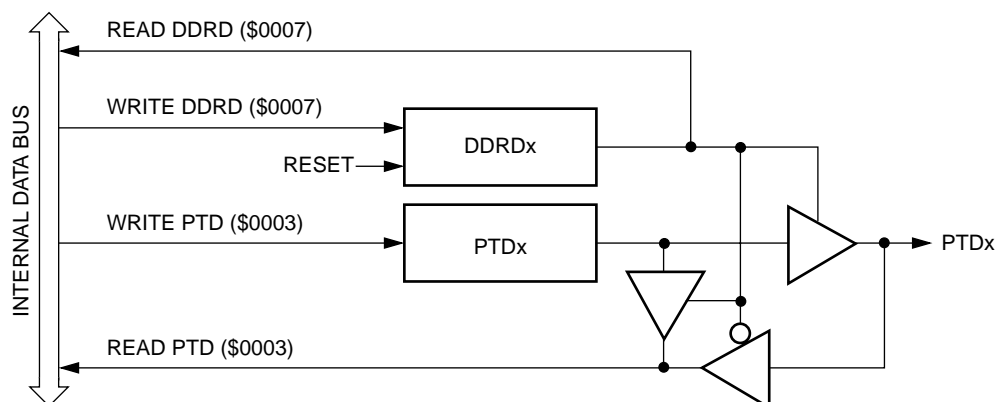 READ DDRD ($0007)
WRITE DDRD ($0007)
DDRDx
RESET
WRITE PTD ($0003)
PTDx
PTDx
READ PTD ($0003)
INTERNAL DATA BUS